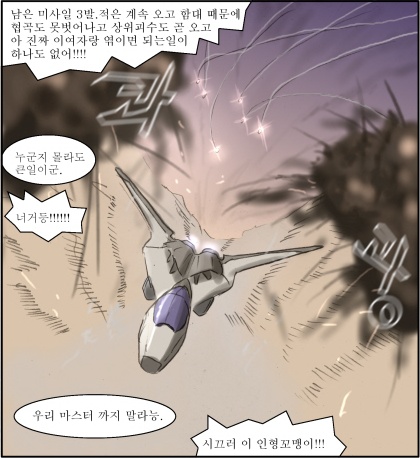 남은 미사일 3발.적은 계속 오고 함대 때문에
협곡도 못벗어나고 상위괴수도 곧 오고
아 진짜 이여자랑 엮이면 되는일이
하나도 없어!!!!
콰
누군지 몰라도
큰일이군.
너거등!!!!!!
쾅
우리 마스터 까지 말라능.
시끄러 이 인형꼬맹이!!!